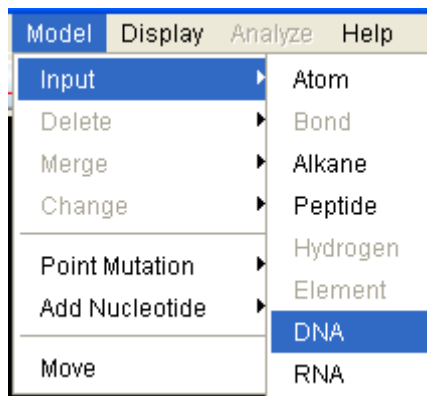 Model Display Analyze Help
Input
Delete
Merge
Change
Point Mutation
Add Nucleotide
Move
Atom
Bond
Alkane
Peptide
Hydrogen
Element
DNA
RNA